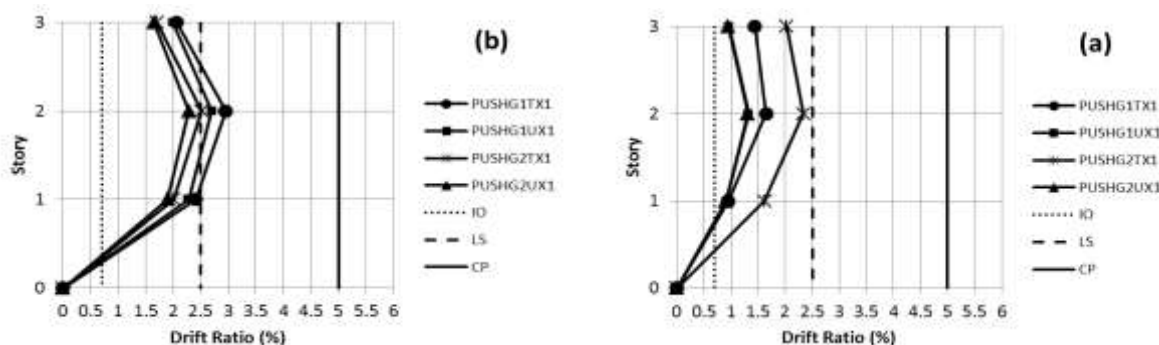 3
2
1
0
Story
0 0.5 1 1.5 2 2.5 3 3.5 4 4.5 5 5.5 6
Drift Ratio (%)
(b)
PUSHG1TX1
PUSHG1UX1
PUSHG2TX1
PUSHG2UX1
IO
LS
CP
3
2
1
0
Story
0 0.5 1 1.5 2 2.5 3 3.5 4 4.5 5 5.5 6
Drift Ratio (%)
(a)
PUSHG1TX1
PUSHG1UX1
PUSHG2TX1
PUSHG2UX1
IO
LS
CP